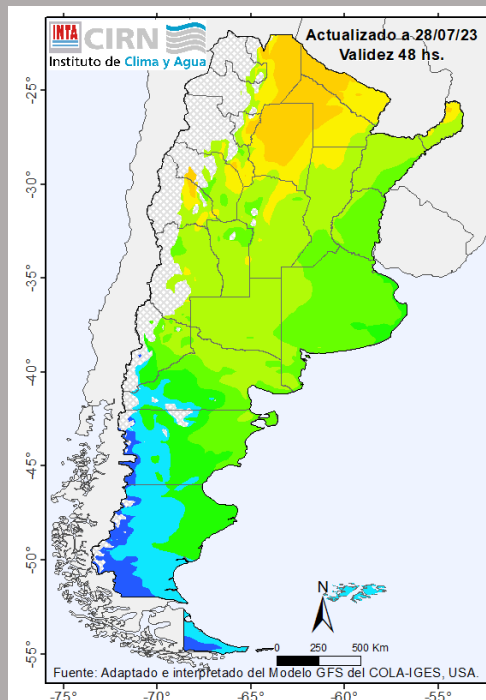 INTA CIRN
Instituto de Clima y Agua
Actualizado a 28/07/23
Validez 48 hs.
-25°
-30°
-35°
-40°
-45°
-50°
-55°
N
0 250 500 Km
Fuente: Adaptado e interpretado del Modelo GFS del COLA-IGES, USA.
-75° -70° -65° -60° -55°